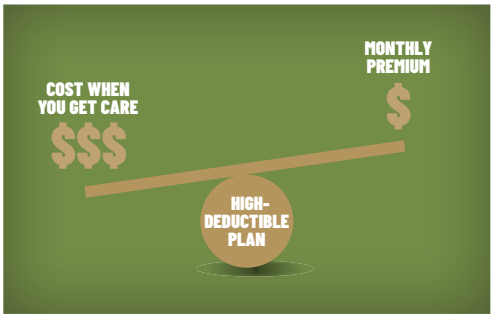 COST WHEN
YOU GET CARE
$$$
MONTHLY
PREMIUM
$
HIGH-
DEDUCTIBLE
PLAN